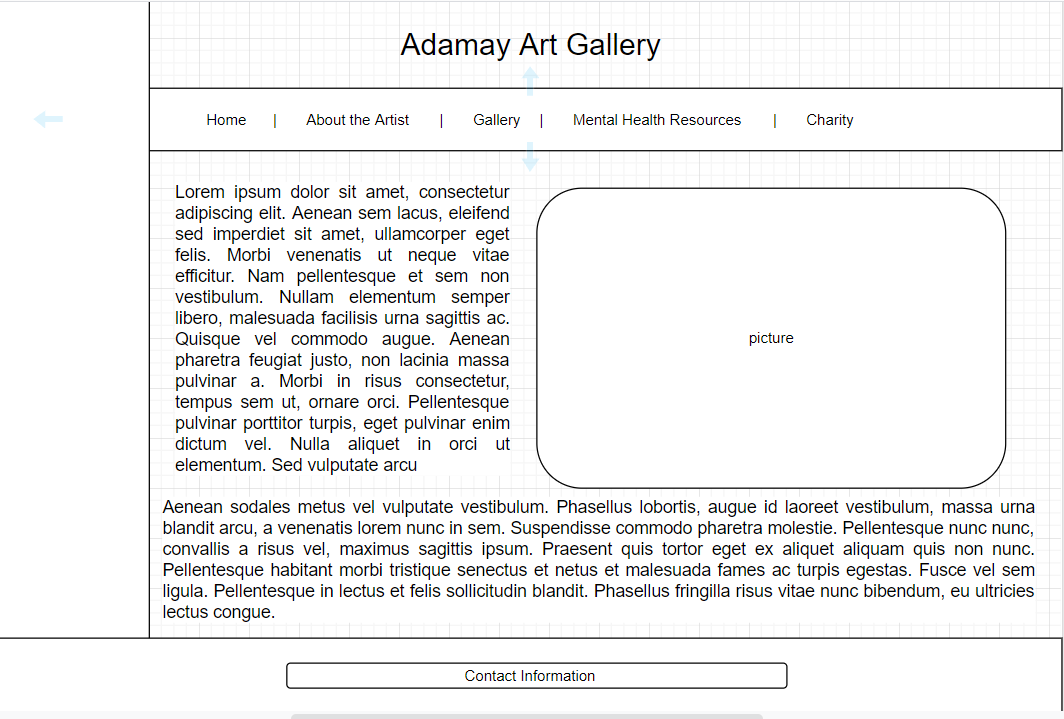 Adamay Art Gallery
Home | About the Artist | Gallery | Mental Health Resources | Charity
Lorem ipsum dolor sit amet, consectetur
adipiscing elit. Aenean sem lacus, eleifend
sed imperdiet sit amet, ullamcorper eget
felis. Morbi venenatis ut neque vitae
efficitur. Nam pellentesque et sem non
vestibulum. Nullam elementum semper
libero, malesuada facilisis urna sagittis ac.
Quisque vel commodo augue. Aenean
pharetra feugiat justo, non lacinia massa
pulvinar a. Morbi in risus consectetur,
tempus sem ut, ornare orci. Pellentesque
pulvinar porttitor turpis, eget pulvinar enim
dictum vel. Nulla aliquet in orci ut
elementum. Sed vulputate arcu
picture
Aenean sodales metus vel vulputate vestibulum. Phasellus lobortis, augue id laoreet vestibulum, massa urna
blandit arcu, a venenatis lorem nunc in sem. Suspendisse commodo pharetra molestie. Pellentesque nunc nunc,
convallis a risus vel, maximus sagittis ipsum. Praesent quis tortor eget ex aliquet aliquam quis non nunc.
Pellentesque habitant morbi tristique senectus et netus et malesuada fames ac turpis egestas. Fusce vel sem
ligula. Pellentesque in lectus et felis sollicitudin blandit. Phasellus fringilla risus vitae nunc bibendum, eu ultricies
lectus congue.
Contact Information